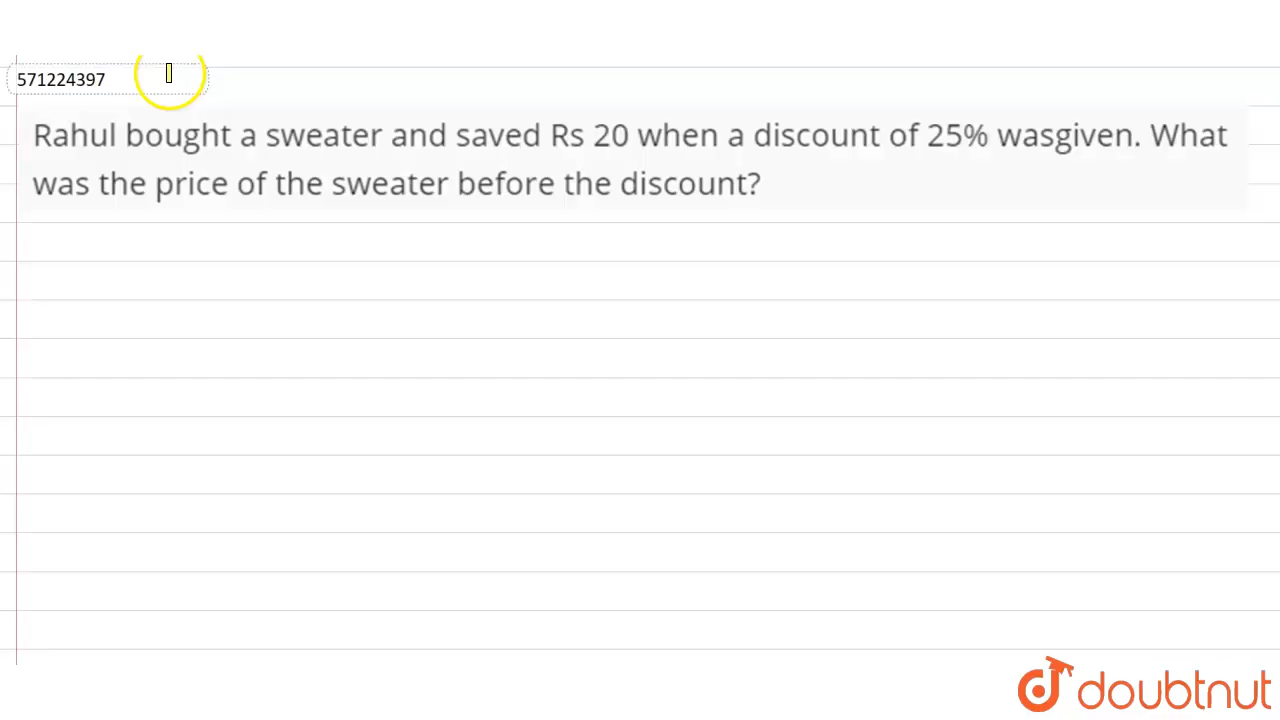 571224397
Rahul bought a sweater and saved Rs 20 when a discount of 25% wasgiven. What
was the price of the sweater before the discount?
doubtnut